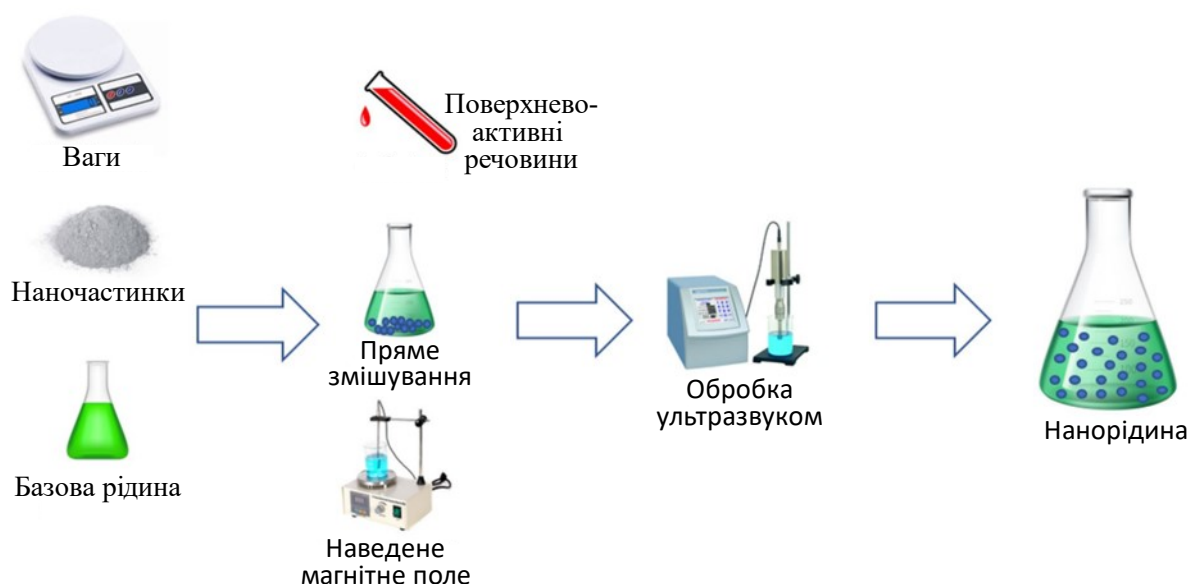 Ваги
Наночастинки
Базова рідина
Поверхнево-
активні
речовини
Пряме
змішування
Наведене
магнітне поле
Обробка
ультразвуком
Нанорідина